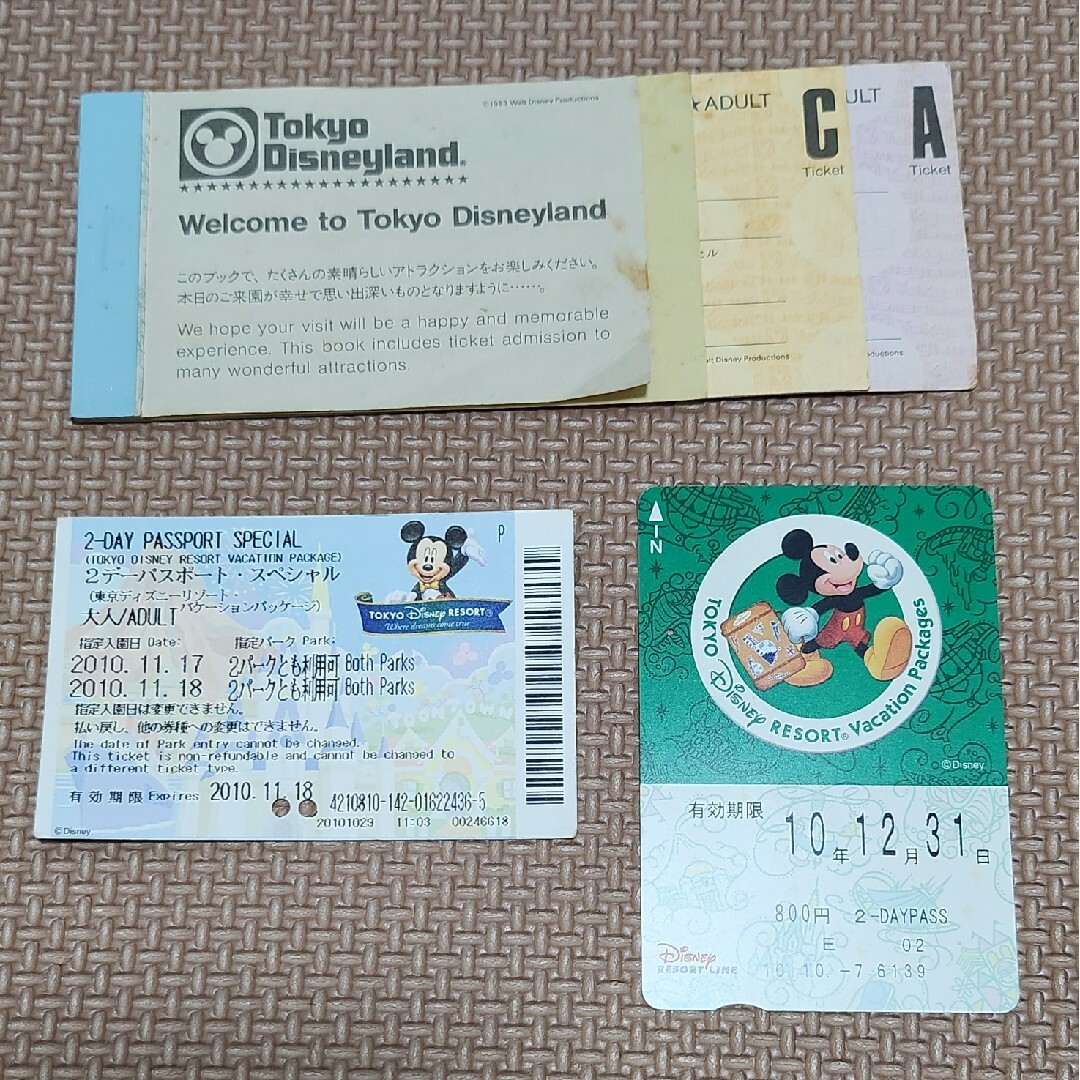 ©1983 Walt Disney Productions
Tokyo
Disneyland®
Welcome to Tokyo Disneyland
このブックで、たくさんの素晴らしいアトラクションをお楽しみください。
本日のご来園が幸せで思い出深いものとなりますように……。
We hope your visit will be a happy and memorable
experience. This book includes ticket admission to
many wonderful attractions.
★ADULT
C
Ticket
ル
lt Disney Productions
ULT
A
Ticket
ductions
2-DAY PASSPORT SPECIAL
(TOKYO DISNEY RESORT VACATION PACKAGE)
2デーパスポート・スペシャル
(東京ディズニーリゾート・
バケーションパッケージ)
大人/ADULT
P
TOKYO Disney RESORT®
Where dreams come true
指定入園日 Date: 指定パーク Park:
2010. 11. 17 2パークとも利用可 Both Parks
2010. 11. 18 2パークとも利用可 Both Parks
指定入園日は変更できません。
払い戻し、他の券種への変更はできません。
The date of Park entry cannot be changed.
This ticket is non-refundable and cannot be changed to
a different ticket type.
有効期限 Expires 2010. 11. 18
4210810-142-01622436-5
20101029 11:03 00246618
©Disney
TOONTOWN
N
TOKYO Disney RESORT® Vacation Packages
©Disney
有効期限
10年12月31日
800円 2-DAYPASS
02
Disney
RESORT LINE
10.10.-7 6139